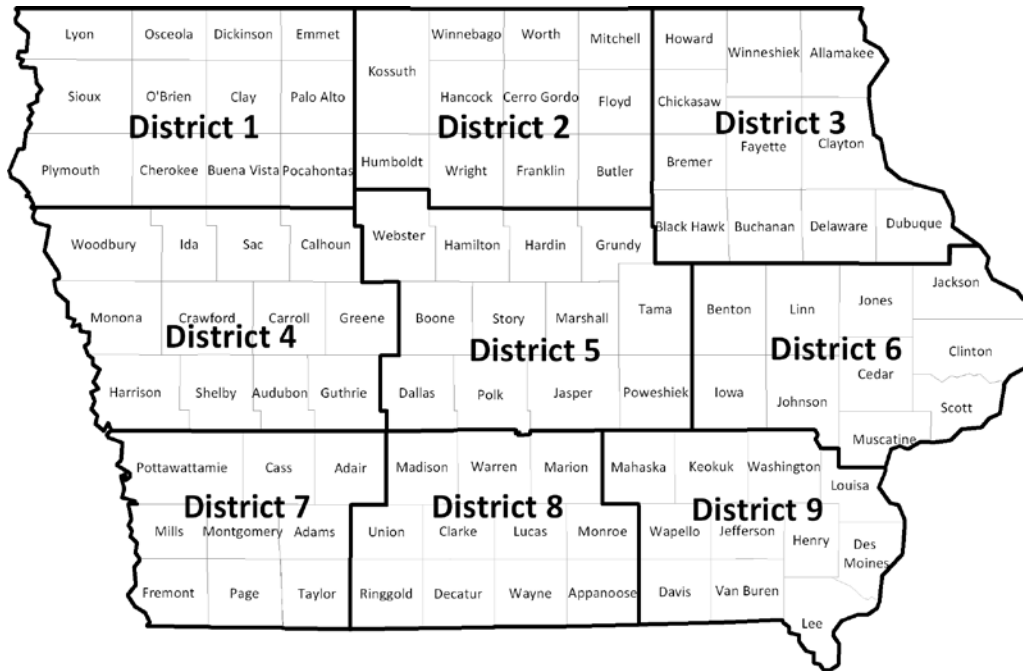 Lyon Osceola Dickinson Emmet
Sioux O'Brien Clay Palo Alto
District 1
Plymouth Cherokee Buena Vista Pocahontas
Winnebago Worth Mitchell
Kossuth
Hancock Cerro Gordo Floyd
District 2
Humboldt Wright Franklin Butler
Howard Winneshiek Allamakee
Chickasaw
District 3
Fayette Clayton
Bremer
Black Hawk Buchanan Delaware Dubuque
Woodbury Ida Sac Calhoun
Monona Crawford Carroll Greene
District 4
Harrison Shelby Audubon Guthrie
Webster Hamilton Hardin Grundy
Boone Story Marshall Tama
District 5
Dallas Polk Jasper Poweshiek
Benton Linn Jones Jackson
District 6
Clinton
Cedar
Iowa Johnson Scott
Muscatine
Pottawattamie Cass Adair
District 7
Mills Montgomery Adams
Fremont Page Taylor
Madison Warren Marion
District 8
Union Clarke Lucas Monroe
Ringgold Decatur Wayne Appanoose
Mahaska Keokuk Washington
Louisa
District 9
Wapello Jefferson Henry
Des
Moines
Davis Van Buren
Lee